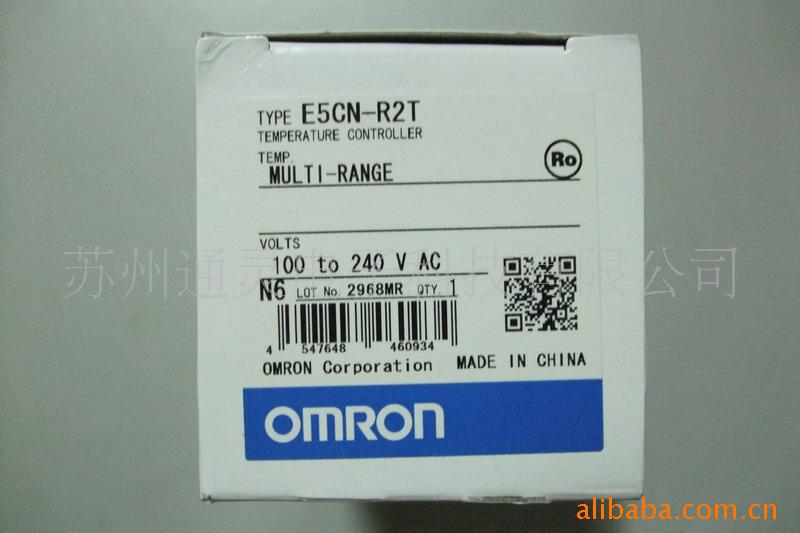 TYPE E5CN-R2T
TEMPERATURE CONTROLLER
TEMP.
MULTI-RANGE
Ro
VOLTS
100 to 240 V AC
N6 LOT No. 2968MR QTY. 1
4 547648 460934
OMRON Corporation MADE IN CHINA
OMRON
苏州通灵
有限公司
alibaba.com.cn